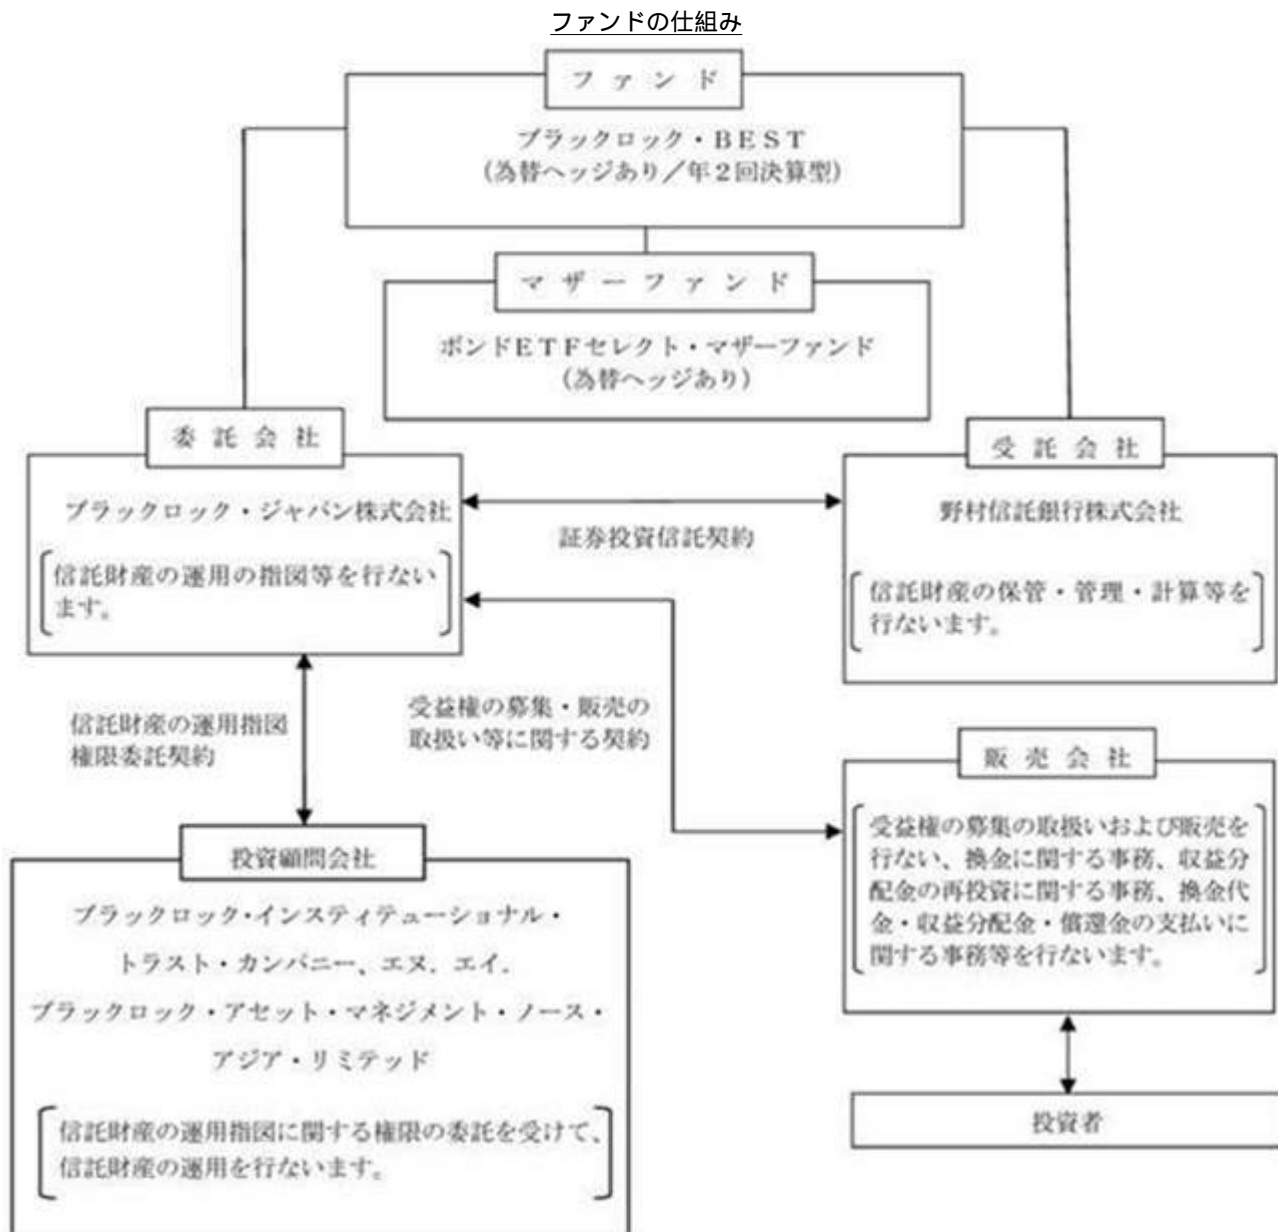 ファンドの仕組み
ファンド
ブラックロック・BEST
(為替ヘッジあり/年2回決算型)
マザーファンド
ボンドETFセレクト・マザーファンド
(為替ヘッジあり)
委託会社
ブラックロック・ジャパン株式会社
信託財産の運用の指図等を行ない
ます。
証券投資信託契約
受託会社
野村信託銀行株式会社
信託財産の保管・管理・計算等を
行ないます。
信託財産の運用指図
権限委託契約
受益権の募集・販売の
取扱い等に関する契約
販売会社
受益権の募集の取扱いおよび販売を
行ない、換金に関する事務、収益分
配金の再投資に関する事務、換金代
金・収益分配金・償還金の支払いに
関する事務等を行ないます。
投資顧問会社
ブラックロック・インスティテューショナル・
トラスト・カンパニー、エヌ．エイ．
ブラックロック・アセット・マネジメント・ノース・
アジア・リミテッド
信託財産の運用指図に関する権限の委託を受けて、
信託財産の運用を行ないます。
投資者